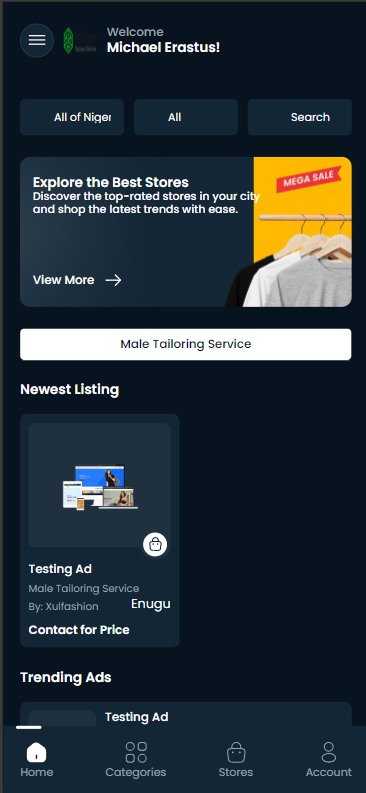 Welcome
Michael Erastus!
All of Niger
All
Search
Explore the Best Stores
Discover the top-rated stores in your city
and shop the latest trends with ease.
MEGA SALE
View More
Male Tailoring Service
Newest Listing
Testing Ad
Male Tailoring Service
By: Xulfashion
Enugu
Contact for Price
Trending Ads
Testing Ad
Home
Categories
Stores
Account